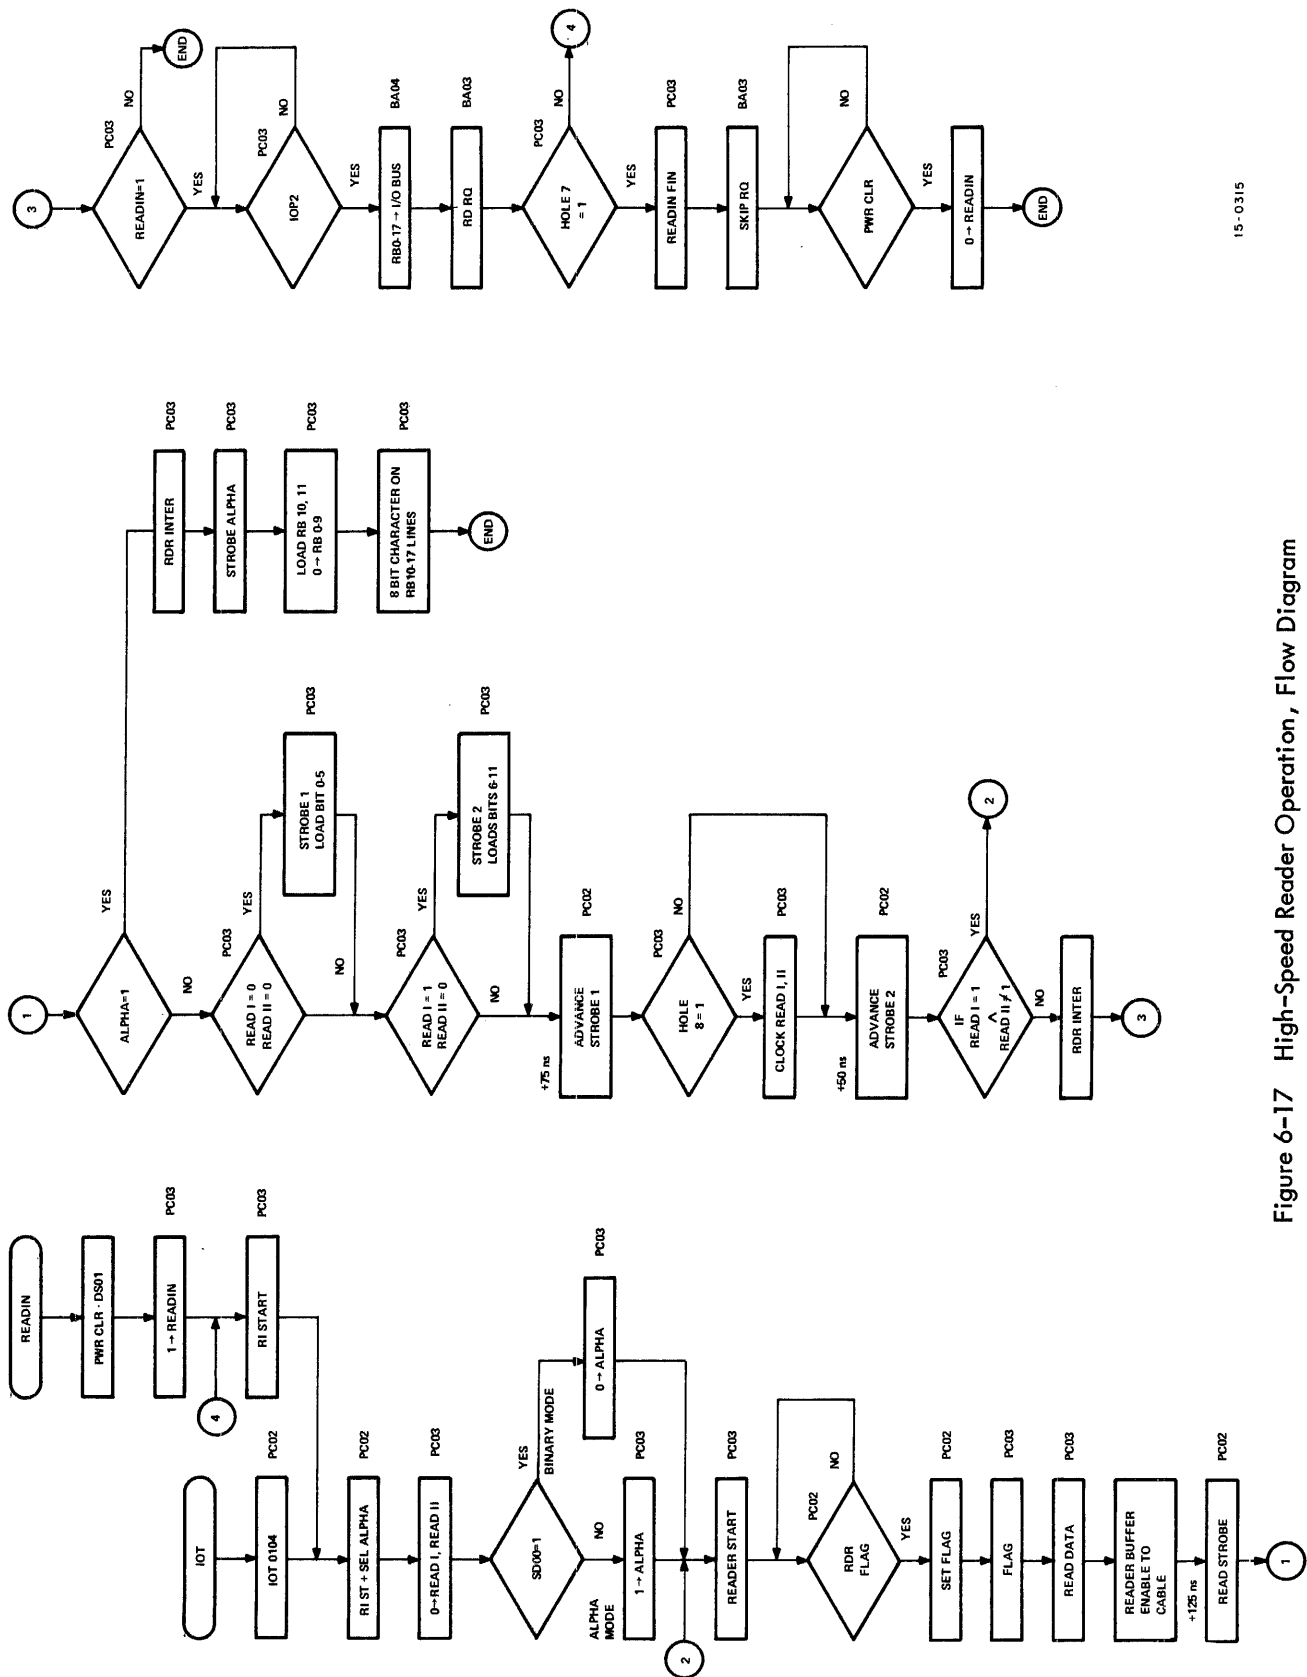 READIN
PWR CLR · DS01
1 → READIN
PC03
4
RI START
PC03
IOT
IOT 0104
PC02
RI ST + SEL ALPHA
PC02
0→READ I, READ II
PC03
SD00=1
YES
BINARY MODE
0 → ALPHA
PC03
NO
ALPHA
MODE
1 → ALPHA
PC03
2
READER START
PC03
RDR
FLAG
PC02
NO
YES
SET FLAG
PC02
FLAG
PC03
READ DATA
PC03
READER BUFFER
ENABLE TO
CABLE
+125 ns
READ STROBE
PC02
1
1
ALPHA=1
YES
NO
RDR INTER
PC03
STROBE ALPHA
PC03
LOAD RB 10, 11
0 → RB 0-9
PC03
8 BIT CHARACTER ON
RB10-17 LINES
PC03
END
READ I = 0
READ II = 0
PC03
YES
STROBE 1
LOAD BIT 0-5
PC03
NO
READ I = 1
READ II = 0
PC03
YES
STROBE 2
LOADS BITS 6-11
PC03
NO
+75 ns
ADVANCE
STROBE 1
PC02
HOLE
8 = 1
PC03
NO
YES
CLOCK READ I, II
PC03
+50 ns
ADVANCE
STROBE 2
PC02
IF
READ I = 1
∧
READ II ≠ 1
PC03
YES
2
NO
RDR INTER
3
3
READIN=1
PC03
NO
END
YES
IOP2
PC03
NO
YES
RB0-17 → I/O BUS
BA04
RD RQ
BA03
HOLE 7
= 1
PC03
NO
4
YES
READIN FIN
PC03
SKIP RQ
BA03
PWR CLR
NO
YES
0 → READIN
END
15-0315
Figure 6-17 High-Speed Reader Operation, Flow Diagram